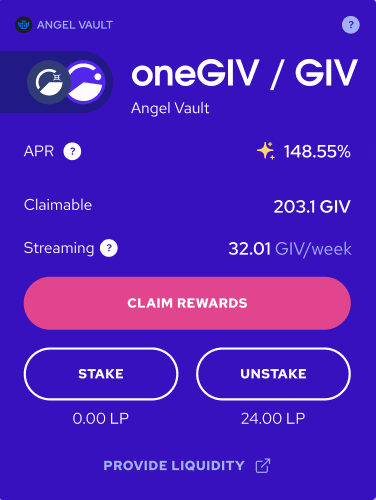 ANGEL VAULT ?
oneGIV / GIV
Angel Vault
APR ? 148.55%
Claimable 203.1 GIV
Streaming ? 32.01 GIV/week
CLAIM REWARDS
STAKE UNSTAKE
0.00 LP 24.00 LP
PROVIDE LIQUIDITY